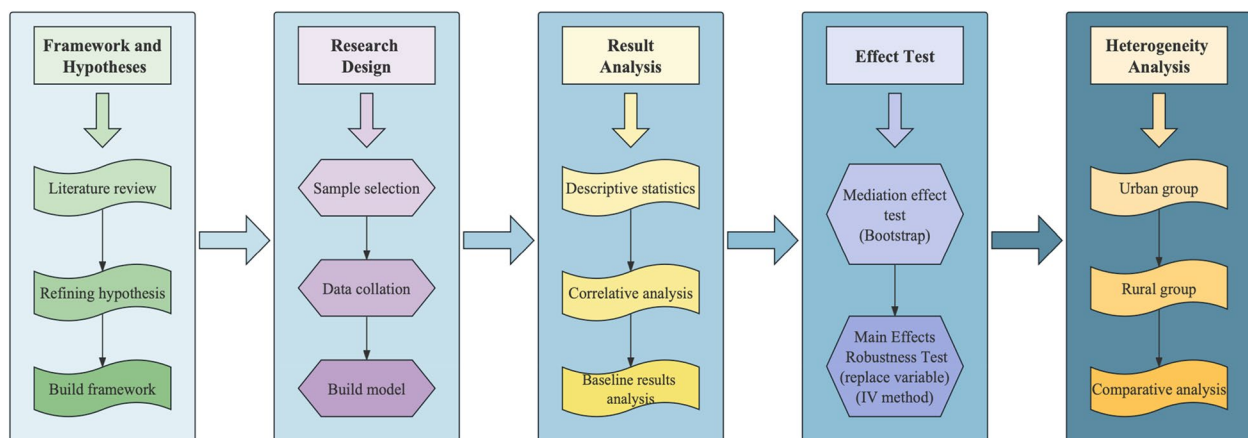 Framework and
Hypotheses
Literature review
Refining hypothesis
Build framework
Research
Design
Sample selection
Data collation
Build model
Result
Analysis
Descriptive statistics
Correlative analysis
Baseline results
analysis
Effect Test
Mediation effect
test
(Bootstrap)
Main Effects
Robustness Test
(replace variable)
(IV method)
Heterogeneity
Analysis
Urban group
Rural group
Comparative analysis